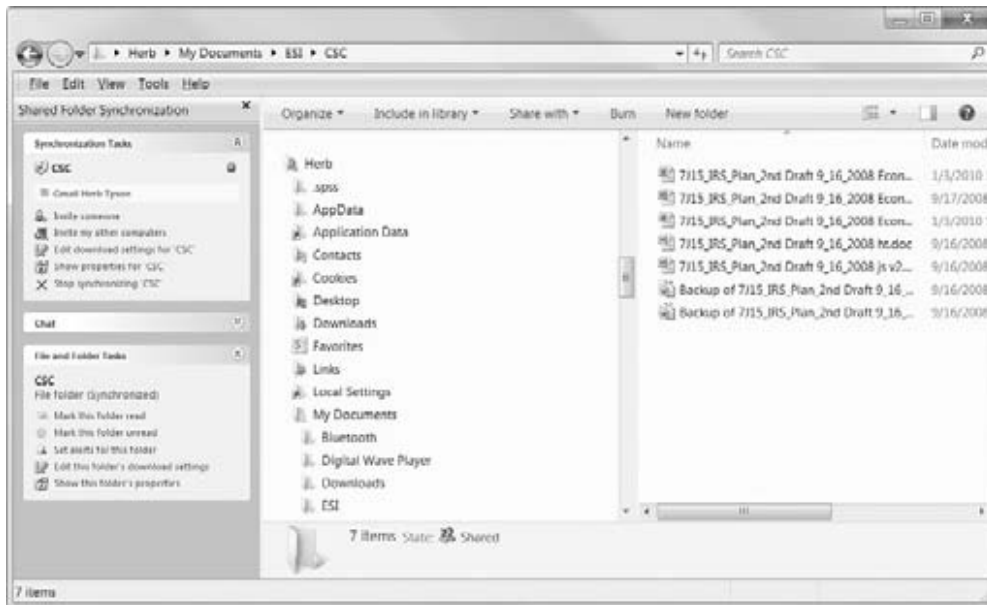 Herb ▸ My Documents ▸ ESI ▸ CSC
Search CSC
File Edit View Tools Help
Shared Folder Synchronization
Organize Include in library Share with Burn New folder
Synchronization Tasks
CSC
Gmail Herb Tyson
Invite someone
Invite my other computers
Edit download settings for 'CSC'
Show properties for 'CSC'
Stop synchronizing 'CSC'
Chat
File and Folder Tasks
CSC
File folder (Synchronized)
Mark this folder read
Mark this folder unread
Set alerts for this folder
Edit this folder's download settings
Show this folder's properties
Herb
.spss
AppData
Application Data
Contacts
Cookies
Desktop
Downloads
Favorites
Links
Local Settings
My Documents
Bluetooth
Digital Wave Player
Downloads
ESI
Name Date mod
7J15_IRS_Plan_2nd Draft 9_16_2008 Econ... 1/3/2010
7J15_IRS_Plan_2nd Draft 9_16_2008 Econ... 9/17/2008
7J15_IRS_Plan_2nd Draft 9_16_2008 Econ... 1/3/2010
7J15_IRS_Plan_2nd Draft 9_16_2008 ht.doc 9/16/2008
7J15_IRS_Plan_2nd Draft 9_16_2008 js v2... 9/16/2008
Backup of 7J15_IRS_Plan_2nd Draft 9_16_... 9/16/2008
Backup of 7J15_IRS_Plan_2nd Draft 9_16_... 9/16/2008
7 items State: Shared
7 items